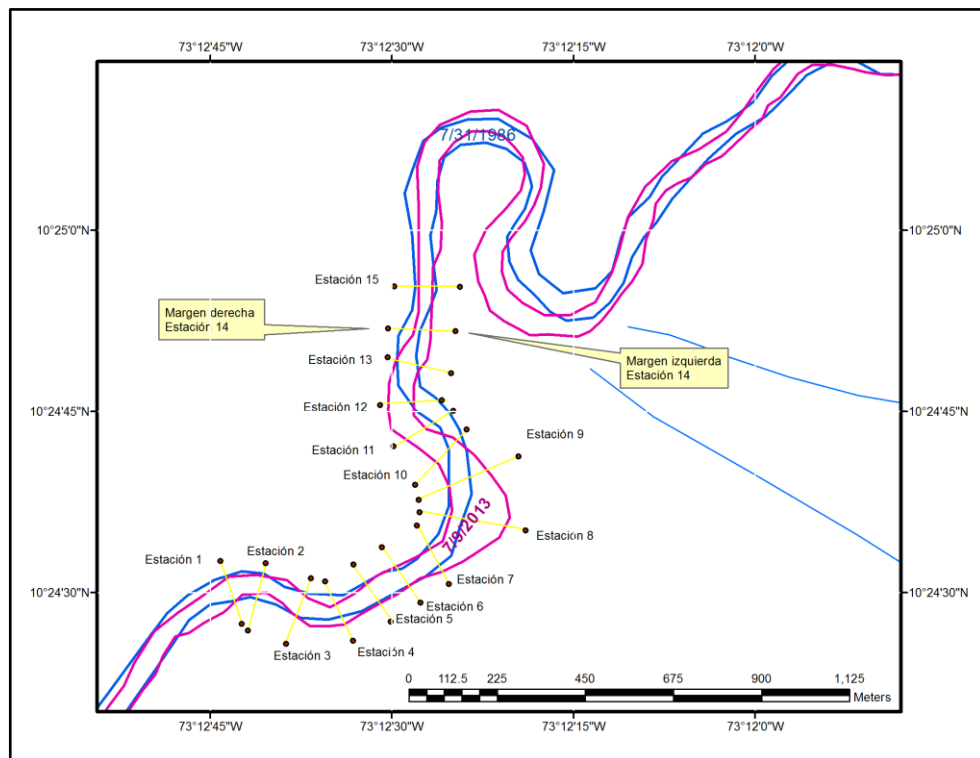 73°12'45"W 73°12'30"W 73°12'15"W 73°12'0"W
7/31/1986
10°25'0"N 10°25'0"N
Estación 15
Margen derecha
Estación 14
Margen izquierda
Estación 14
Estación 13
Estación 12
10°24'45"N 10°24'45"N
Estación 11
Estación 9
Estación 10
7/9/2013
Estación 8
Estación 1
Estación 2
Estación 7
10°24'30"N 10°24'30"N
Estación 6
Estación 5
Estación 3
Estación 4
0 112.5 225 450 675 900 1,125
Meters
73°12'45"W 73°12'30"W 73°12'15"W 73°12'0"W